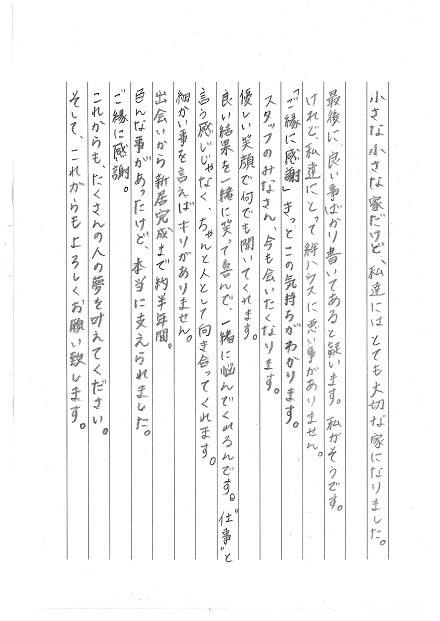 小さな小さな家だけど、私達にはとても大切な家になりました。
最後に、良い事ばかり書いてあると疑います。私がそうです。
けれど私達にとって絆ハウスに悪い事がありません。
「ご縁に感謝」きっとこの気持ちがわかります。
スタッフのみなさん、今も会いたくなります。
優しい笑顔で何でも聞いてくれます。
良い結果を一緒に笑って喜んで、一緒に悩んでくれるんです。"仕事"と
言う感じじゃなく、ちゃんと人として向き合ってくれます。
細かい事を言えばキリがありません。
出会いから新居完成まで約半年間。
色んな事があったけど、本当に支えられました。
ご縁に感謝。
これからも、たくさんの人の夢を叶えてください。
そして、これからもよろしくお願い致します。